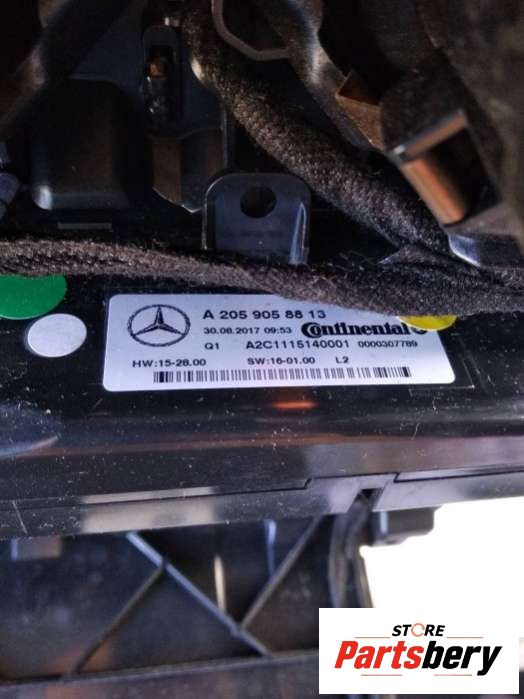 A 205 905 88 13
30.08.2017 09:53 Continental
Q1 A2C1115140001 0000307789
HW:15-28.00 SW:16-01.00 L2
STORE
Partsbery